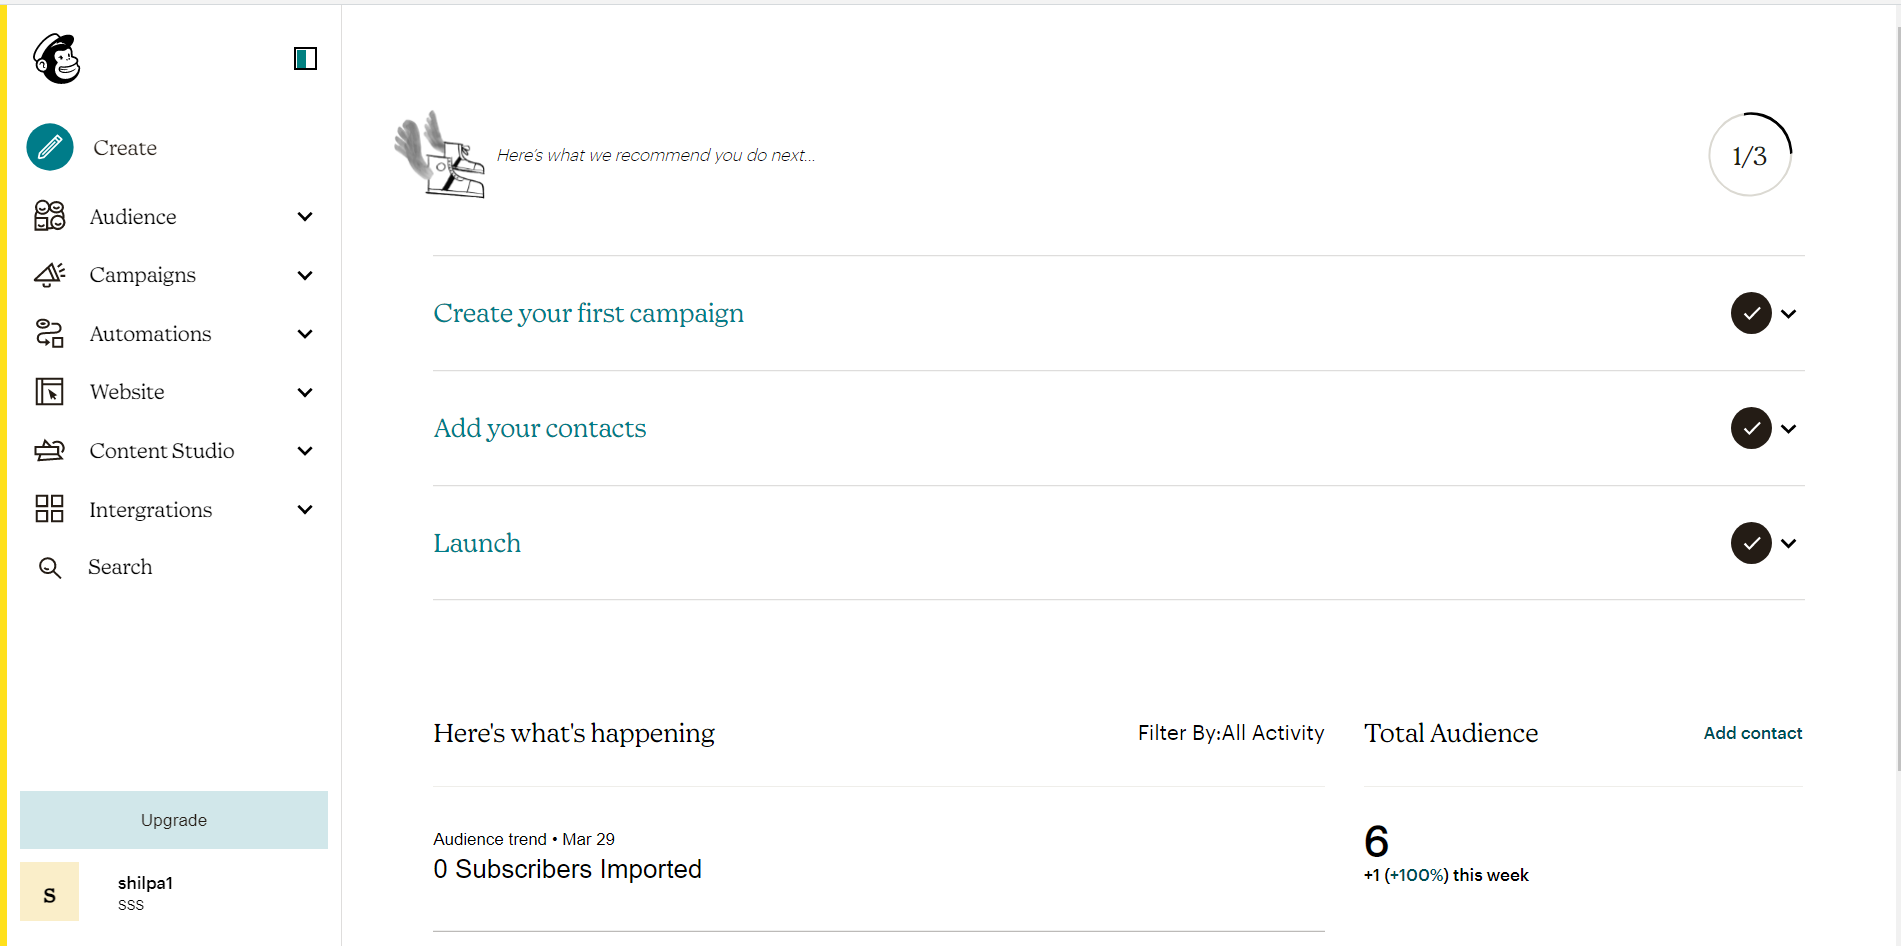 Create
Audience
Campaigns
Automations
Website
Content Studio
Intergrations
Search
Upgrade
s
shilpa1
sss
Here's what we recommend you do next...
1/3
Create your first campaign
Add your contacts
Launch
Here's what's happening
Filter By:All Activity
Audience trend • Mar 29
0 Subscribers Imported
Total Audience
Add contact
6
+1 (+100%) this week